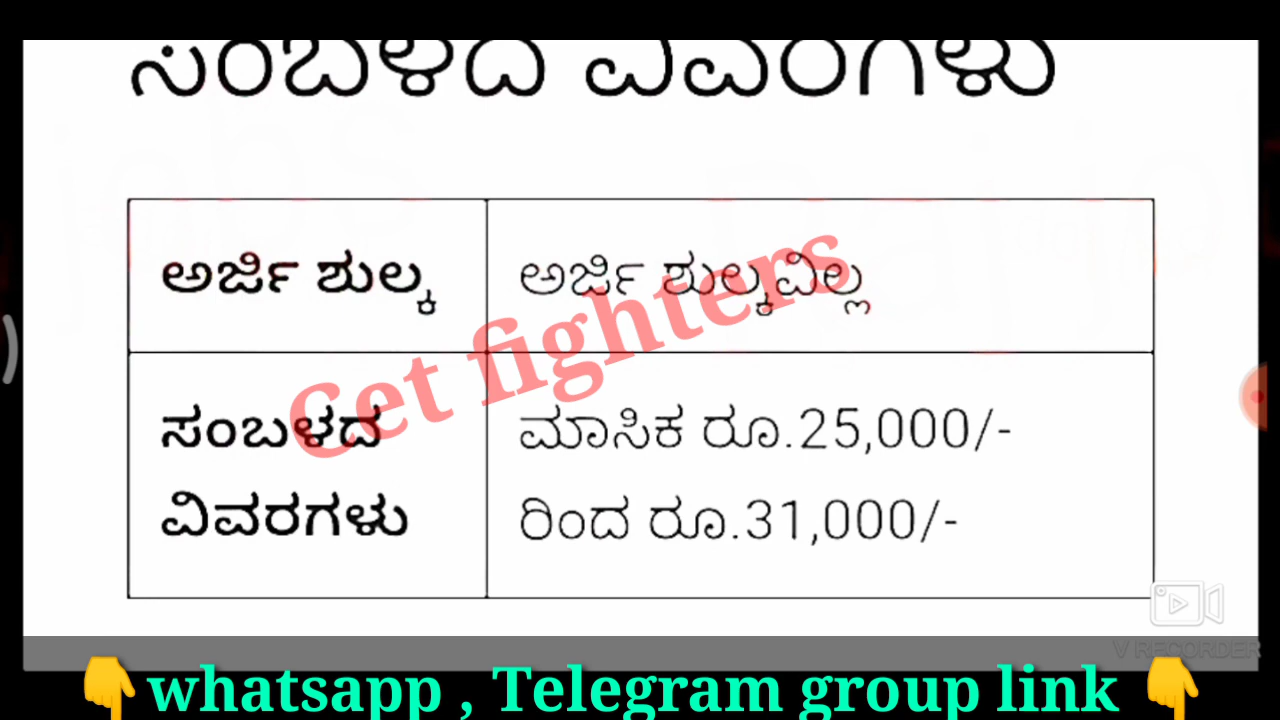 ಸಂಬಳದ ವಿವರಗಳು
ಅರ್ಜಿ ಶುಲ್ಕ
ಅರ್ಜಿ ಶುಲ್ಕವಿಲ್ಲ
ಸಂಬಳದ
ವಿವರಗಳು
ಮಾಸಿಕ ರೂ.25,000/-
ರಿಂದ ರೂ.31,000/-
Cet fighters
V RECORDER
👇whatsapp , Telegram group link 👇